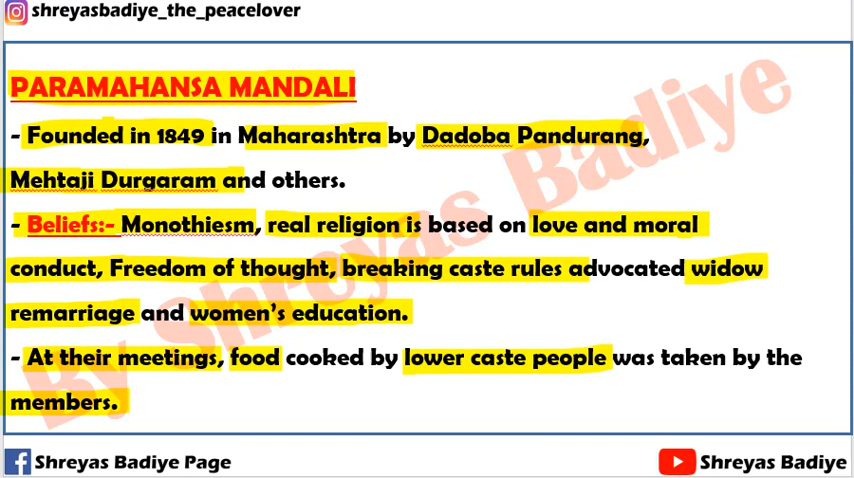 shreyasbadiye_the_peacelover
PARAMAHANSA MANDALI
- Founded in 1849 in Maharashtra by Dadoba Pandurang,
Mehtaji Durgaram and others.
- Beliefs:- Monothiesm, real religion is based on love and moral
conduct, Freedom of thought, breaking caste rules advocated widow
remarriage and women's education.
- At their meetings, food cooked by lower caste people was taken by the
members.
By Shreyas Badiye
Shreyas Badiye Page
Shreyas Badiye